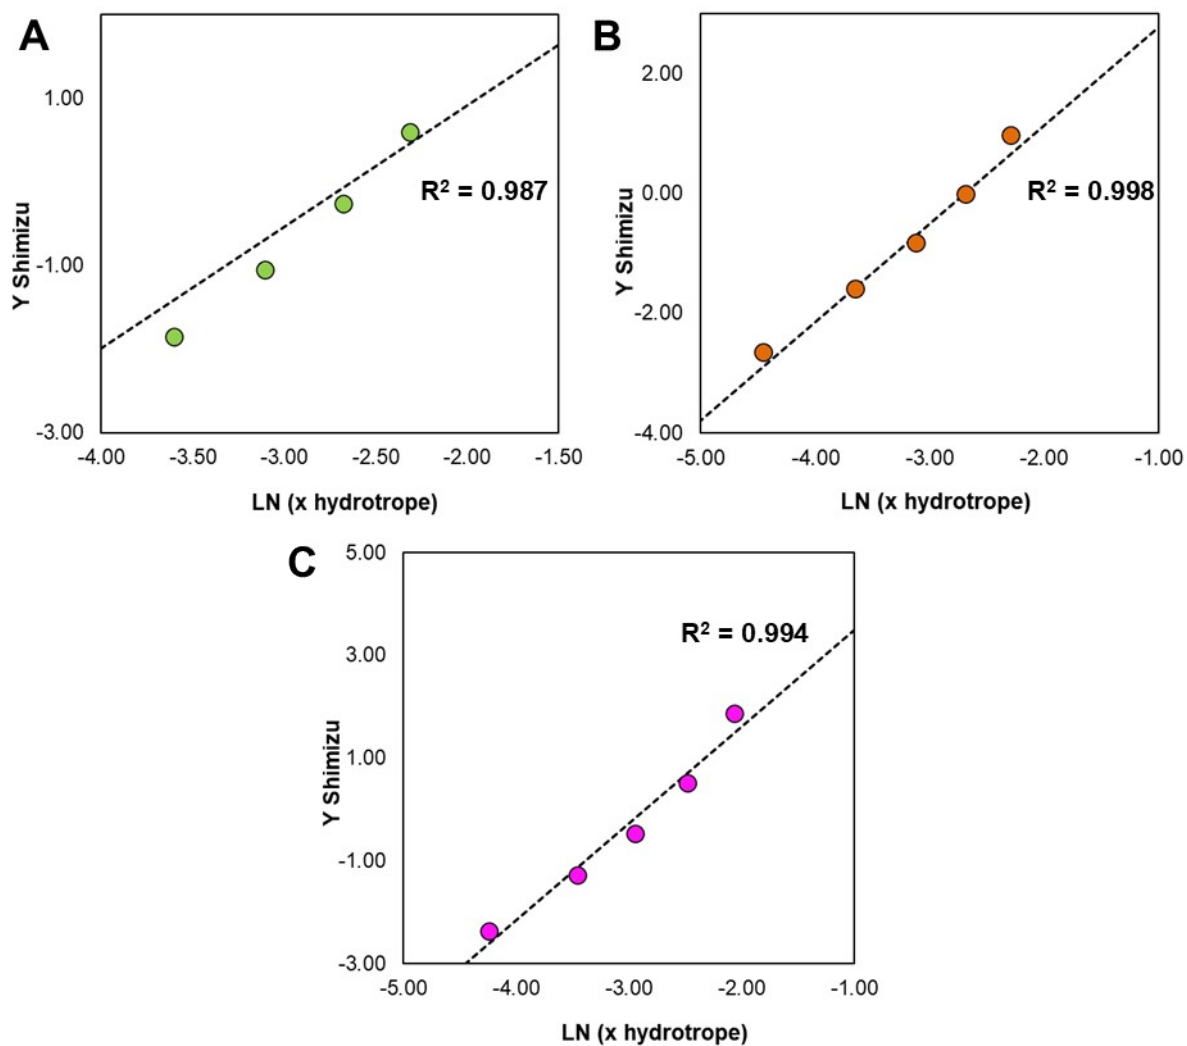 A
1.00
-1.00
-3.00
Y Shimizu
R² = 0.987
-4.00 -3.50 -3.00 -2.50 -2.00 -1.50
LN (x hydrotrope)
B
2.00
0.00
-2.00
-4.00
Y Shimizu
R² = 0.998
-5.00 -4.00 -3.00 -2.00 -1.00
LN (x hydrotrope)
C
5.00
3.00
1.00
-1.00
-3.00
Y Shimizu
R² = 0.994
-5.00 -4.00 -3.00 -2.00 -1.00
LN (x hydrotrope)